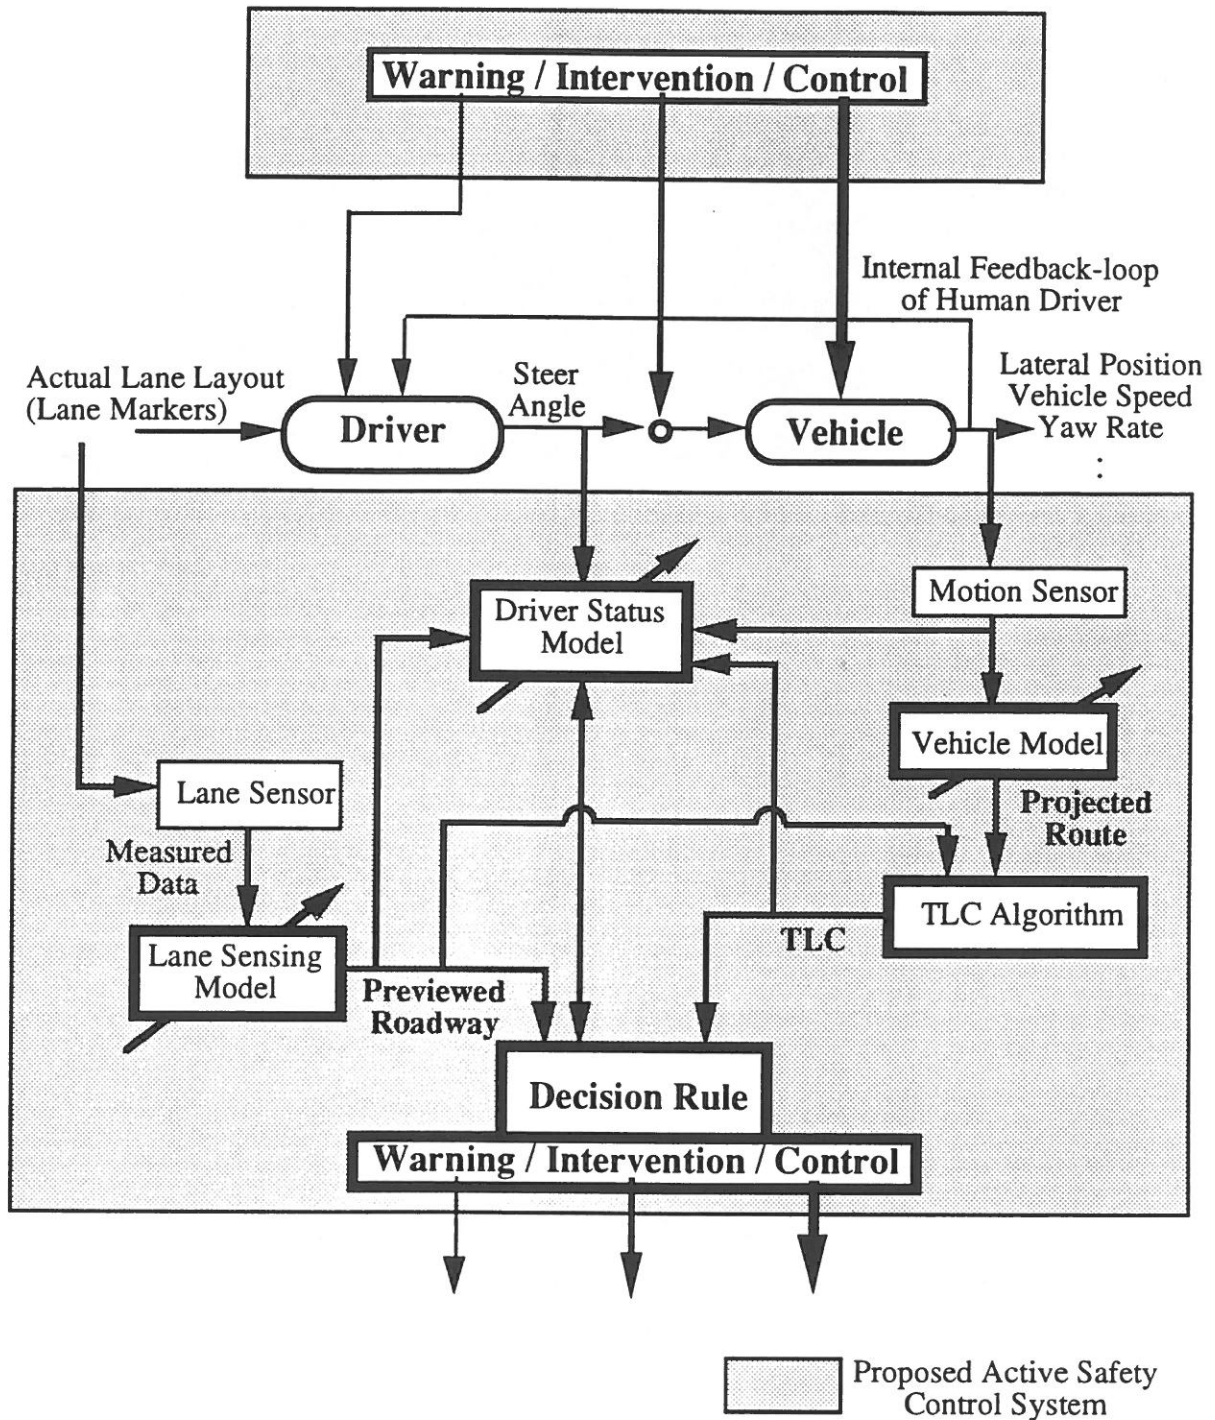 Warning / Intervention / Control
Internal Feedback-loop
of Human Driver
Actual Lane Layout
(Lane Markers)
Steer
Angle
Lateral Position
Vehicle Speed
Yaw Rate
:
Driver
Vehicle
Driver Status
Model
Motion Sensor
Vehicle Model
Lane Sensor
Projected
Route
Measured
Data
TLC Algorithm
TLC
Lane Sensing
Model
Previewed
Roadway
Decision Rule
Warning / Intervention / Control
Proposed Active Safety
Control System